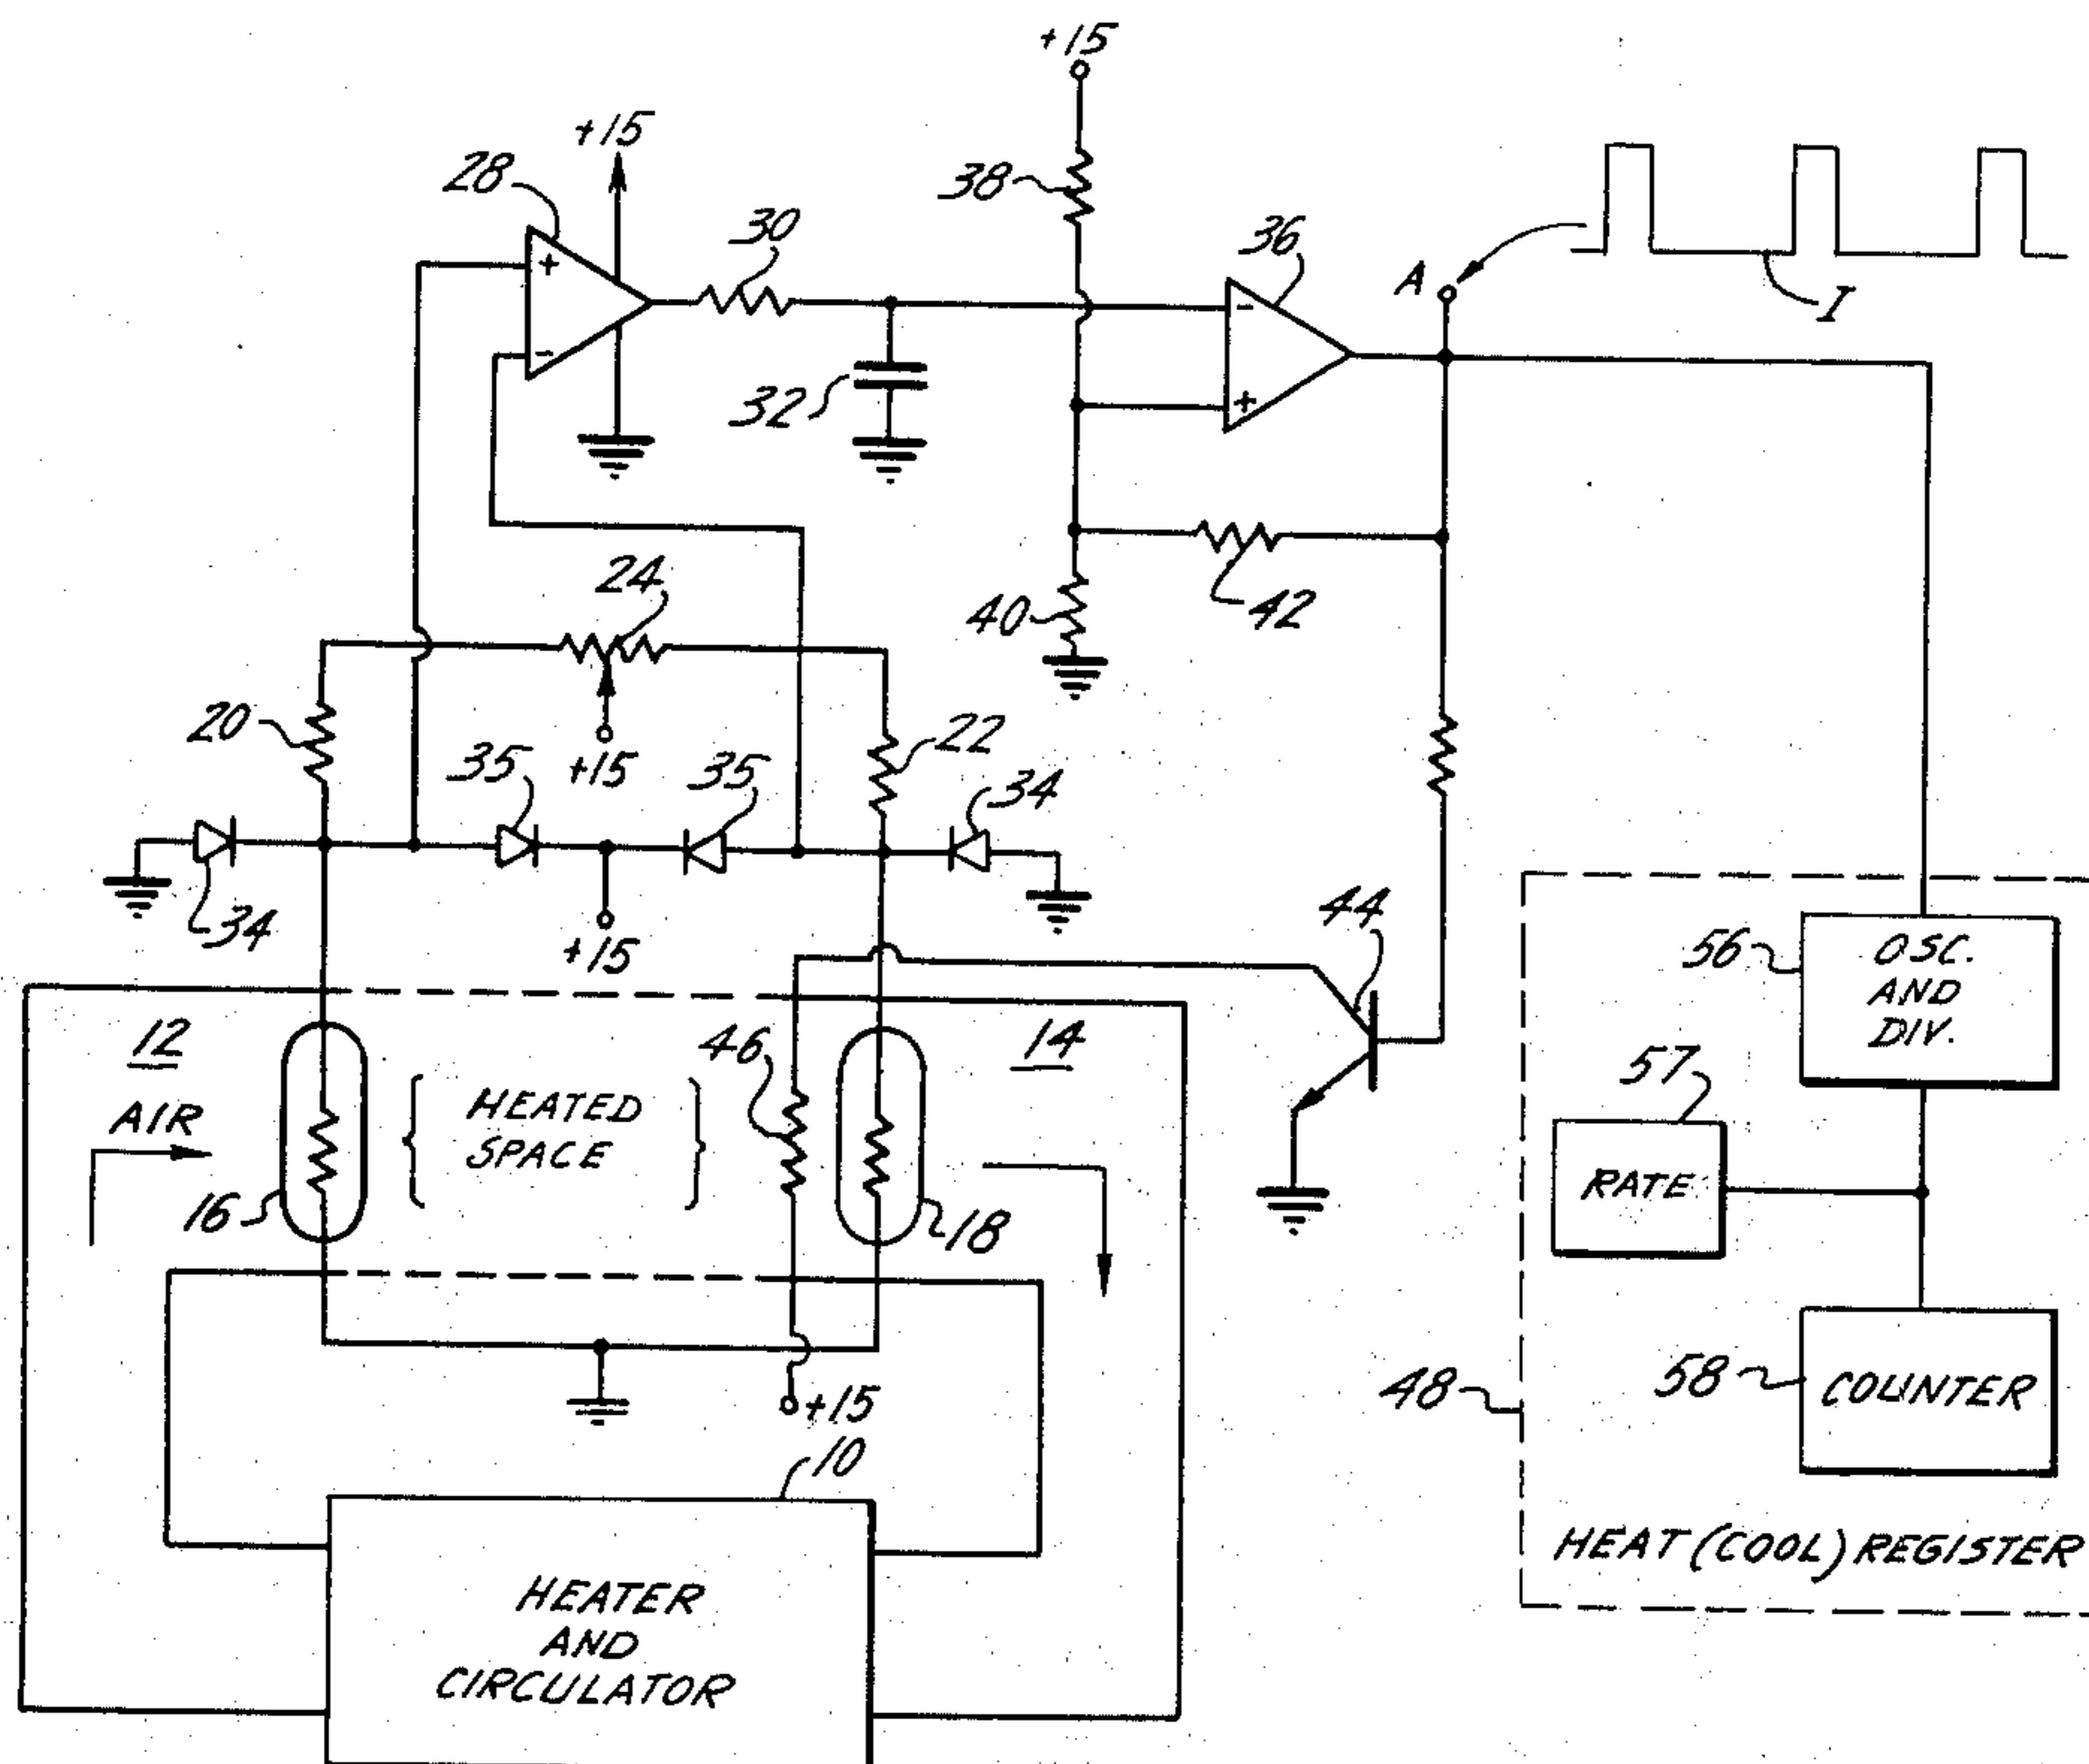 +15
+15
28
30
38
36
A
I
+
-
-
+
32
24
42
40
20
22
35
+15
35
34
34
+15
44
56
OSC.
AND
DIV.
12
46
14
57
AIR
HEATED
SPACE
RATE
16
18
+15
48
58
COUNTER
10
HEAT (COOL) REGISTER
HEATER
AND
CIRCULATOR